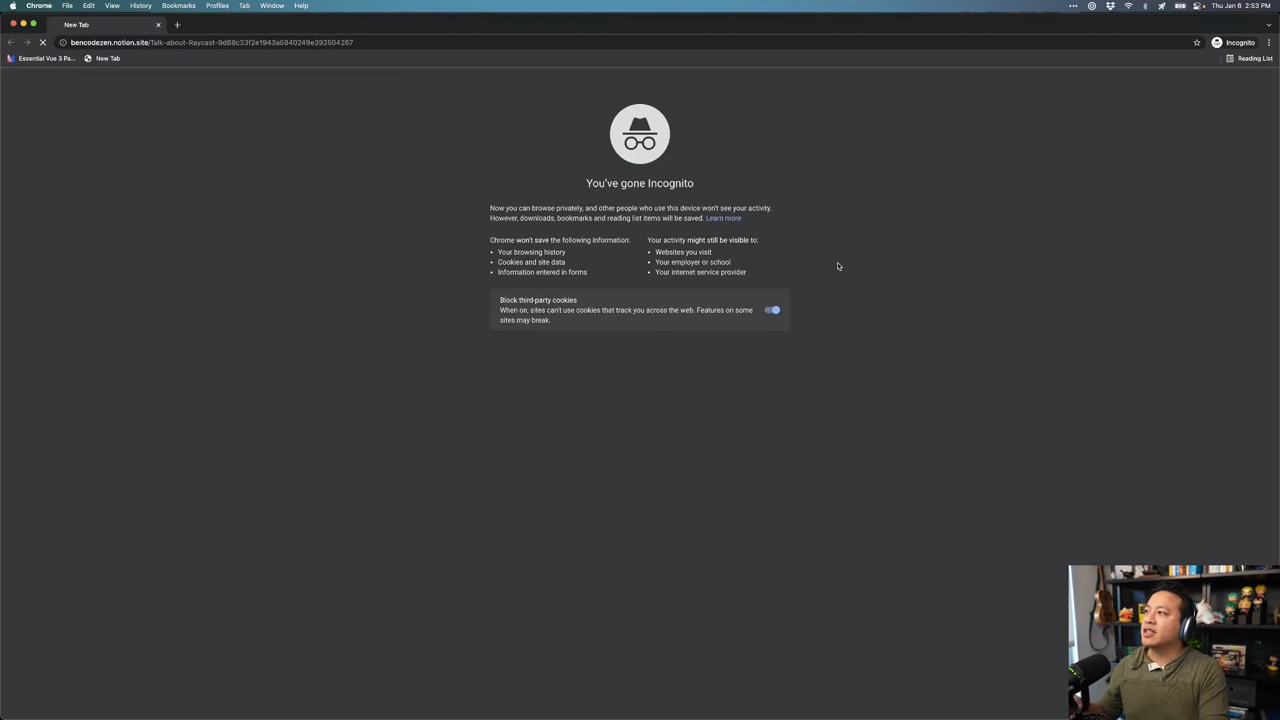 Chrome File Edit View History Bookmarks Profiles Tab Window Help Thu Jan 6 2:53 PM
New Tab
bencodezen.notion.site/Talk-about-Raycast-9d88c33f2e1943a5840249e392504267 Incognito
Essential Vue 3 Pa... New Tab Reading List
You've gone Incognito
Now you can browse privately, and other people who use this device won't see your activity.
However, downloads, bookmarks and reading list items will be saved. Learn more
Chrome won't save the following information:
• Your browsing history
• Cookies and site data
• Information entered in forms
Your activity might still be visible to:
• Websites you visit
• Your employer or school
• Your internet service provider
Block third-party cookies
When on, sites can't use cookies that track you across the web. Features on some
sites may break.